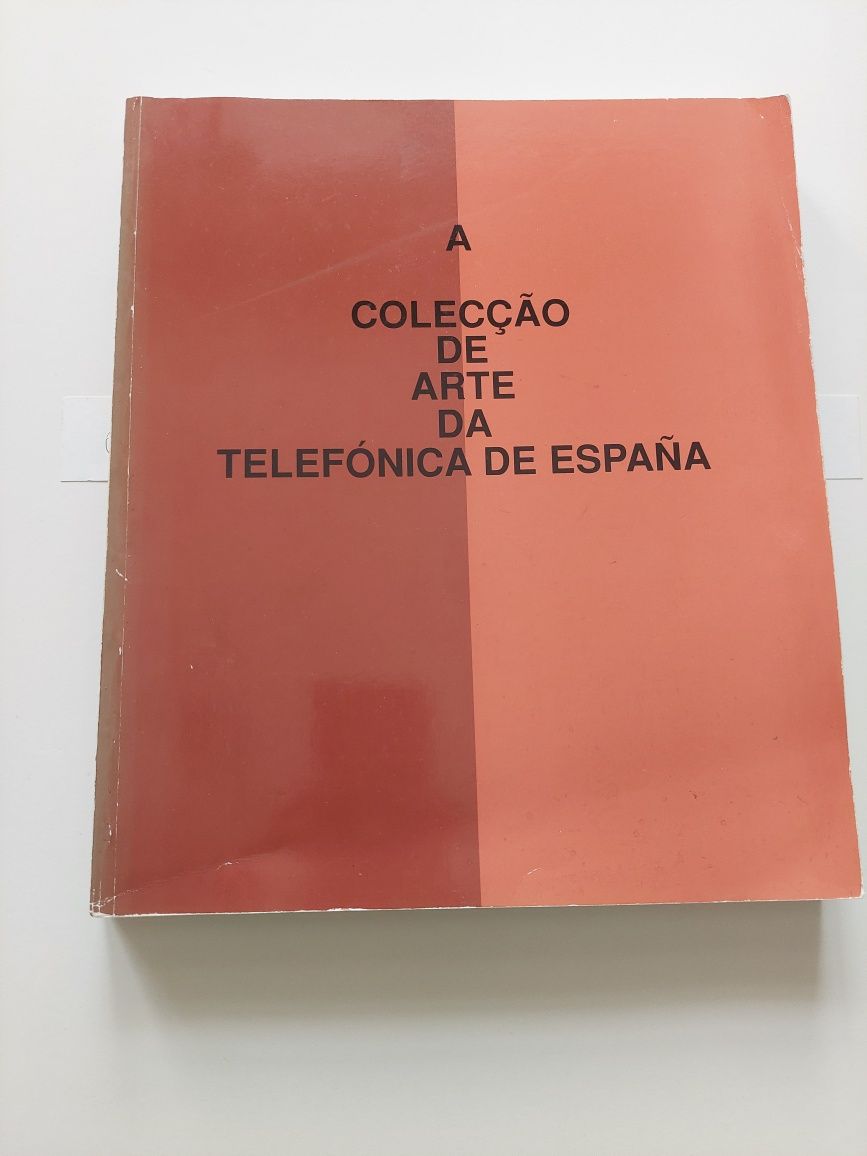 A
COLECÇÃO
DE
ARTE
DA
TELEFÓNICA DE ESPAÑA